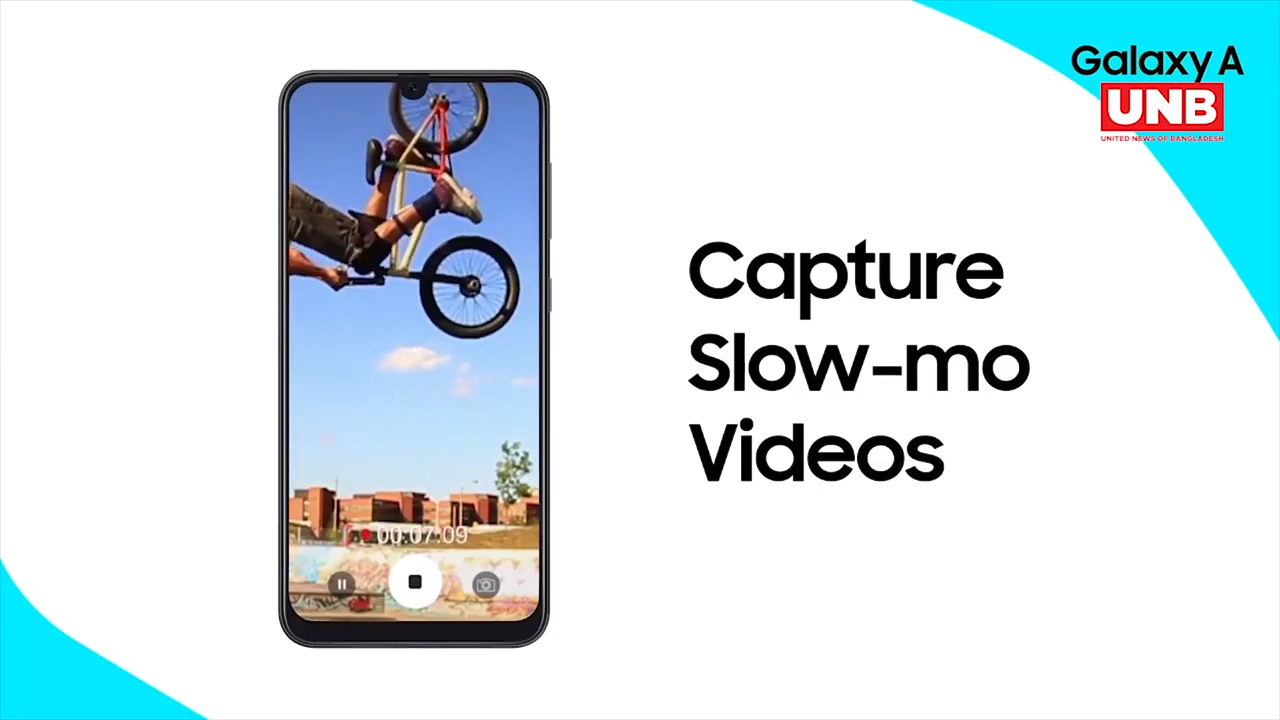 Galaxy A
UNB
UNITED NEWS OF BANGLADESH
Capture
Slow-mo
Videos
00:07:09